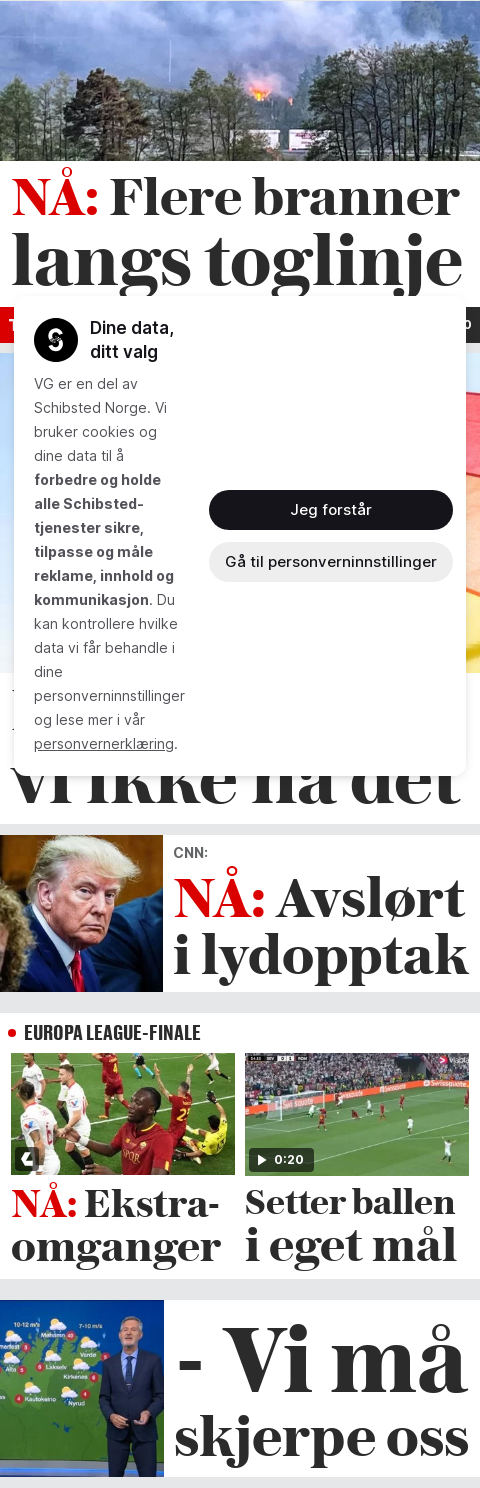 NÅ: Flere branner
langs toglinje
Dine data,
ditt valg
VG er en del av
Schibsted Norge. Vi
bruker cookies og
dine data til å
forbedre og holde
alle Schibsted-
tjenester sikre,
tilpasse og måle
reklame, innhold og
kommunikasjon. Du
kan kontrollere hvilke
data vi får behandle i
dine
personverninnstillinger
og lese mer i vår
personvernerklæring.
Jeg forstår
Gå til personverninnstillinger
vi ikke ha det
CNN:
NÅ: Avslørt
i lydopptak
EUROPA LEAGUE-FINALE
0:20
NÅ: Ekstra-
omganger
Setter ballen
i eget mål
10-12 m/s
7-10 m/s
Vardø
Lakselv
Kirkenes
Kautokeino
- Vi må
skjerpe oss